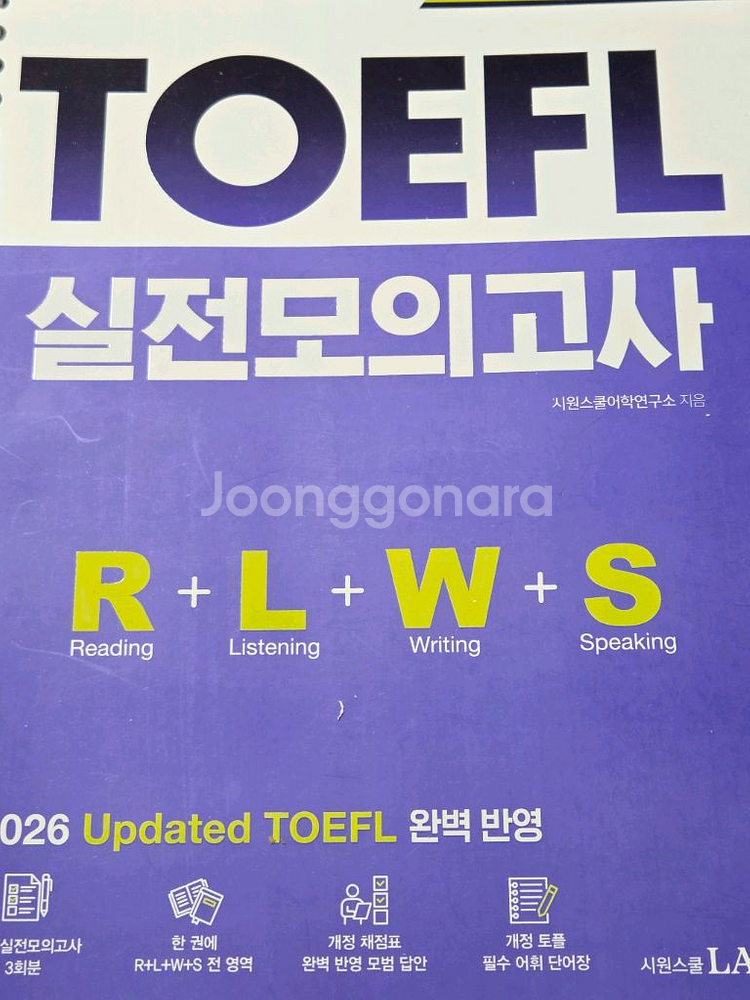 TOEFL
실전모의고사
시원스쿨어학연구소 지음
Joonggonara
R + L + W + S
Reading Listening Writing Speaking
026 Updated TOEFL 완벽 반영
실전모의고사
3회분
한 권에
R+L+W+S 전 영역
개정 채점표
완벽 반영 모범 답안
개정 토플
필수 어휘 단어장
시원스쿨 LA